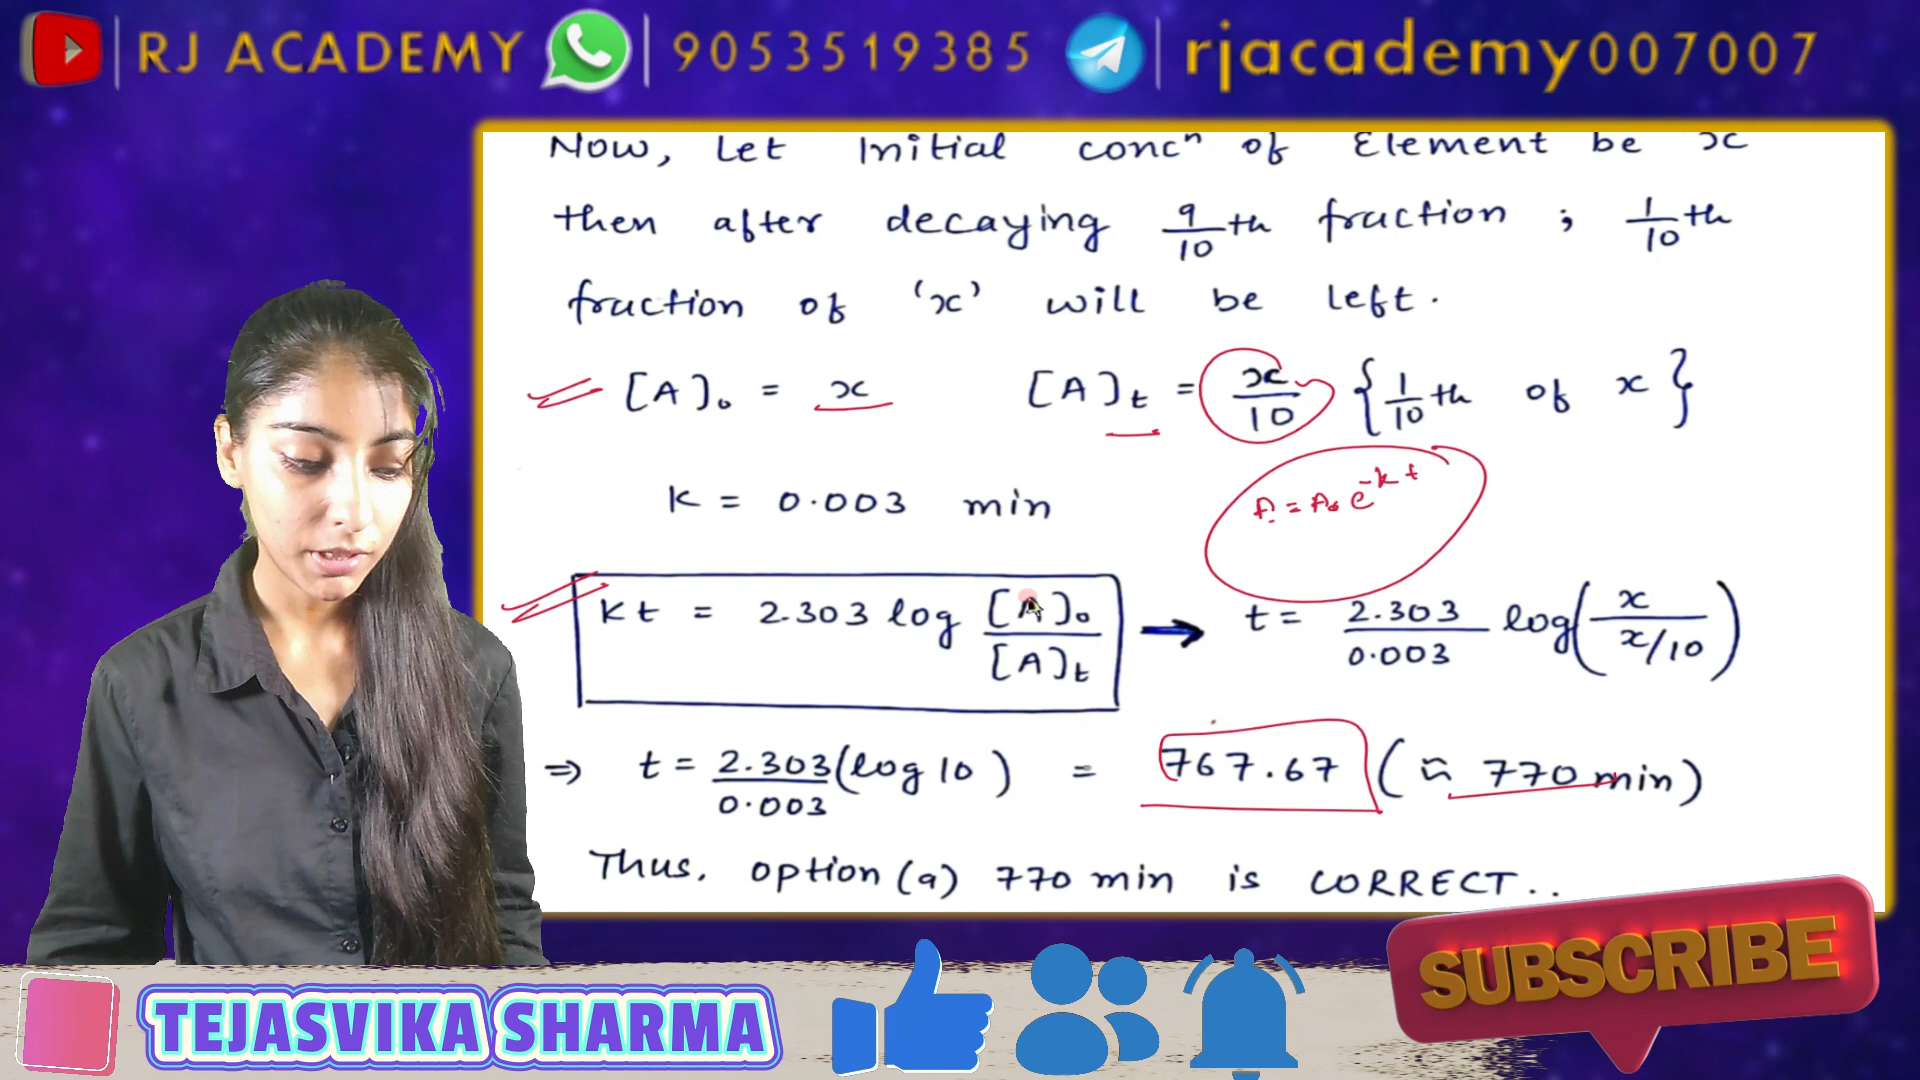 RJ ACADEMY 9053519385 rjacademy007007
Now, Let Initial concⁿ of Element be x
then after decaying 9/10 th fraction ; 1/10 th
fraction of 'x' will be left.
[A]₀ = x [A]t = x/10 {1/10 th of x}
K = 0.003 min
A = A₀ e^-kt
Kt = 2.303 log [A]₀/[A]t → t = 2.303/0.003 log(x/x/10)
⇒ t = 2.303/0.003 (log 10) = 767.67 (≈ 770 min)
Thus, option (a) 770 min is CORRECT..
SUBSCRIBE
TEJASVIKA SHARMA